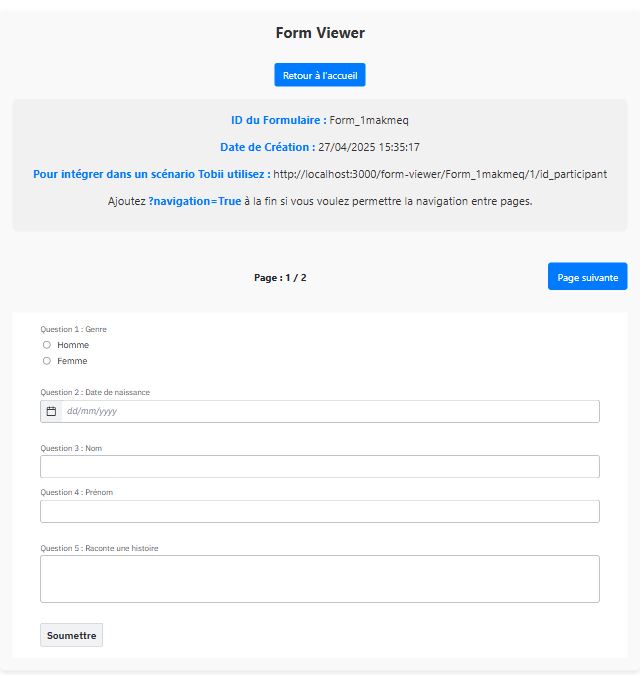 Form Viewer
Retour à l'accueil
ID du Formulaire : Form_1makmeq
Date de Création : 27/04/2025 15:35:17
Pour intégrer dans un scénario Tobii utilisez : http://localhost:3000/form-viewer/Form_1makmeq/1/id_participant
Ajoutez ?navigation=True à la fin si vous voulez permettre la navigation entre pages.
Page : 1 / 2
Page suivante
Question 1 : Genre
Homme
Femme
Question 2 : Date de naissance
dd/mm/yyyy
Question 3 : Nom
Question 4 : Prénom
Question 5 : Raconte une histoire
Soumettre